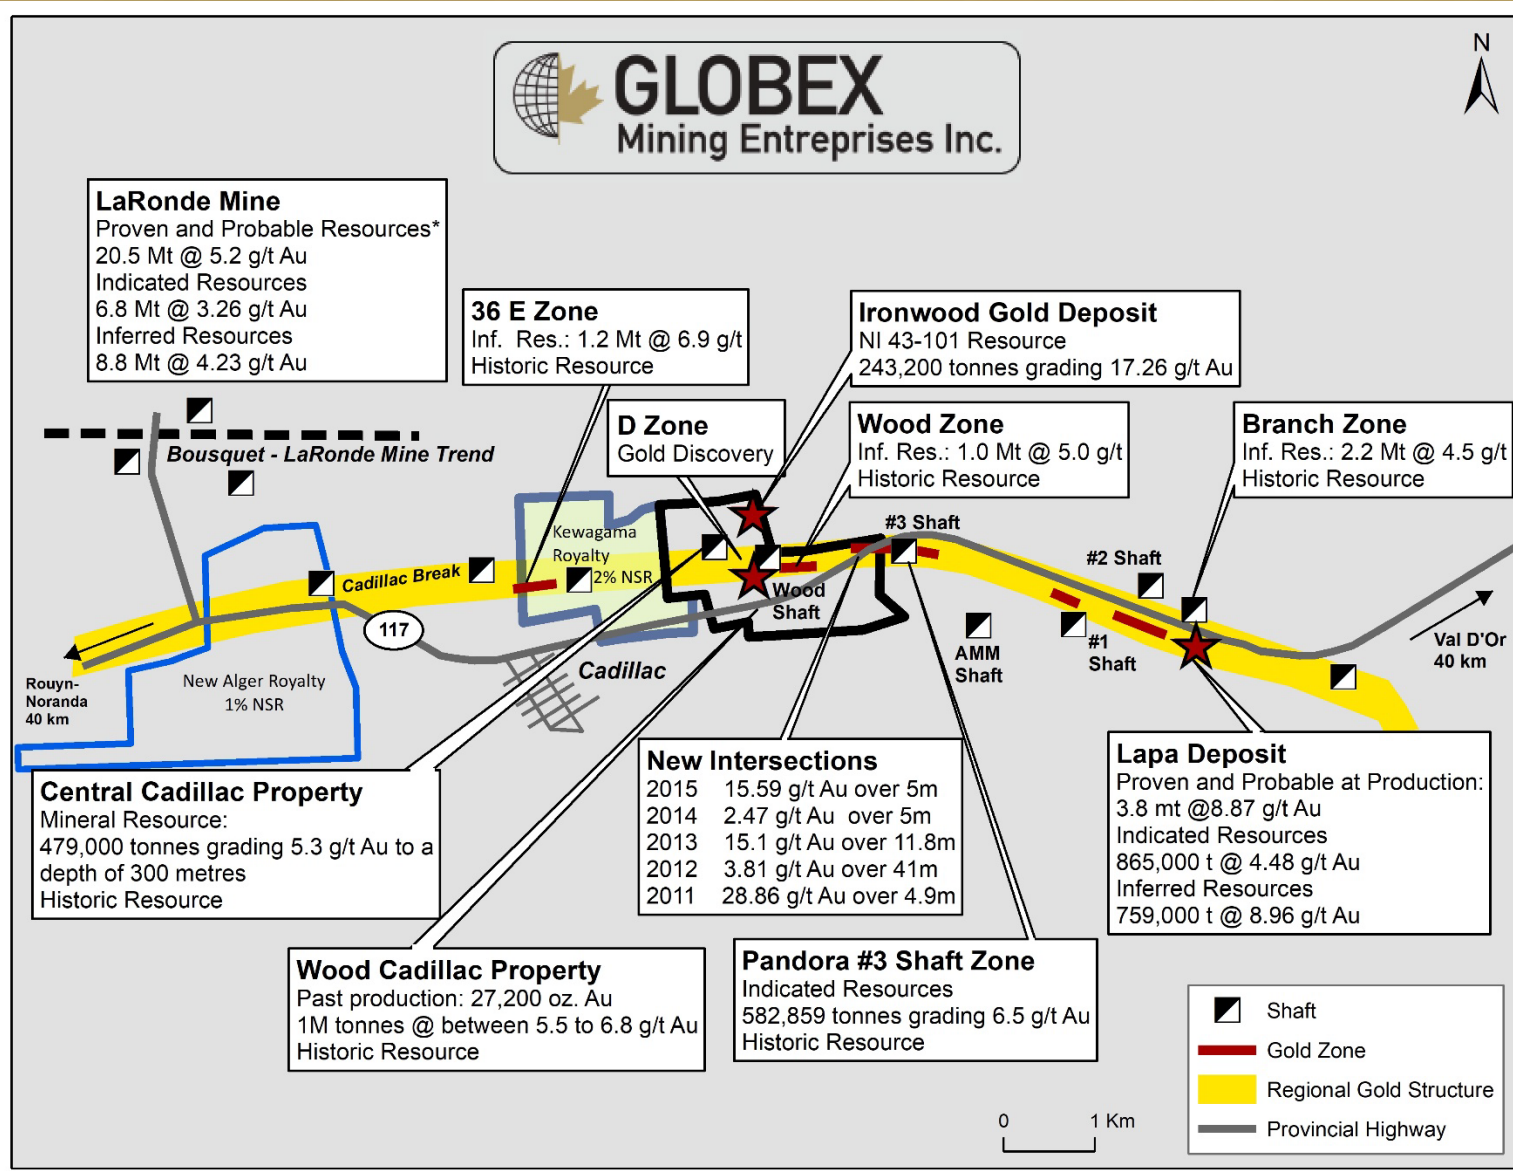 N
GLOBEX
Mining Entreprises Inc.
LaRonde Mine
Proven and Probable Resources*
20.5 Mt @ 5.2 g/t Au
Indicated Resources
6.8 Mt @ 3.26 g/t Au
Inferred Resources
8.8 Mt @ 4.23 g/t Au
36 E Zone
Inf. Res.: 1.2 Mt @ 6.9 g/t
Historic Resource
Ironwood Gold Deposit
NI 43-101 Resource
243,200 tonnes grading 17.26 g/t Au
D Zone
Gold Discovery
Wood Zone
Inf. Res.: 1.0 Mt @ 5.0 g/t
Historic Resource
Branch Zone
Inf. Res.: 2.2 Mt @ 4.5 g/t
Historic Resource
Bousquet - LaRonde Mine Trend
Kewagama
Royalty
2% NSR
#3 Shaft
#2 Shaft
Cadillac Break
Wood
Shaft
117
AMM
Shaft
#1
Shaft
Val D'Or
40 km
Rouyn-
Noranda
40 km
New Alger Royalty
1% NSR
Cadillac
Central Cadillac Property
Mineral Resource:
479,000 tonnes grading 5.3 g/t Au to a
depth of 300 metres
Historic Resource
New Intersections
2015 15.59 g/t Au over 5m
2014 2.47 g/t Au over 5m
2013 15.1 g/t Au over 11.8m
2012 3.81 g/t Au over 41m
2011 28.86 g/t Au over 4.9m
Lapa Deposit
Proven and Probable at Production:
3.8 mt @8.87 g/t Au
Indicated Resources
865,000 t @ 4.48 g/t Au
Inferred Resources
759,000 t @ 8.96 g/t Au
Wood Cadillac Property
Past production: 27,200 oz. Au
1M tonnes @ between 5.5 to 6.8 g/t Au
Historic Resource
Pandora #3 Shaft Zone
Indicated Resources
582,859 tonnes grading 6.5 g/t Au
Historic Resource
Shaft
Gold Zone
Regional Gold Structure
Provincial Highway
0 1 Km